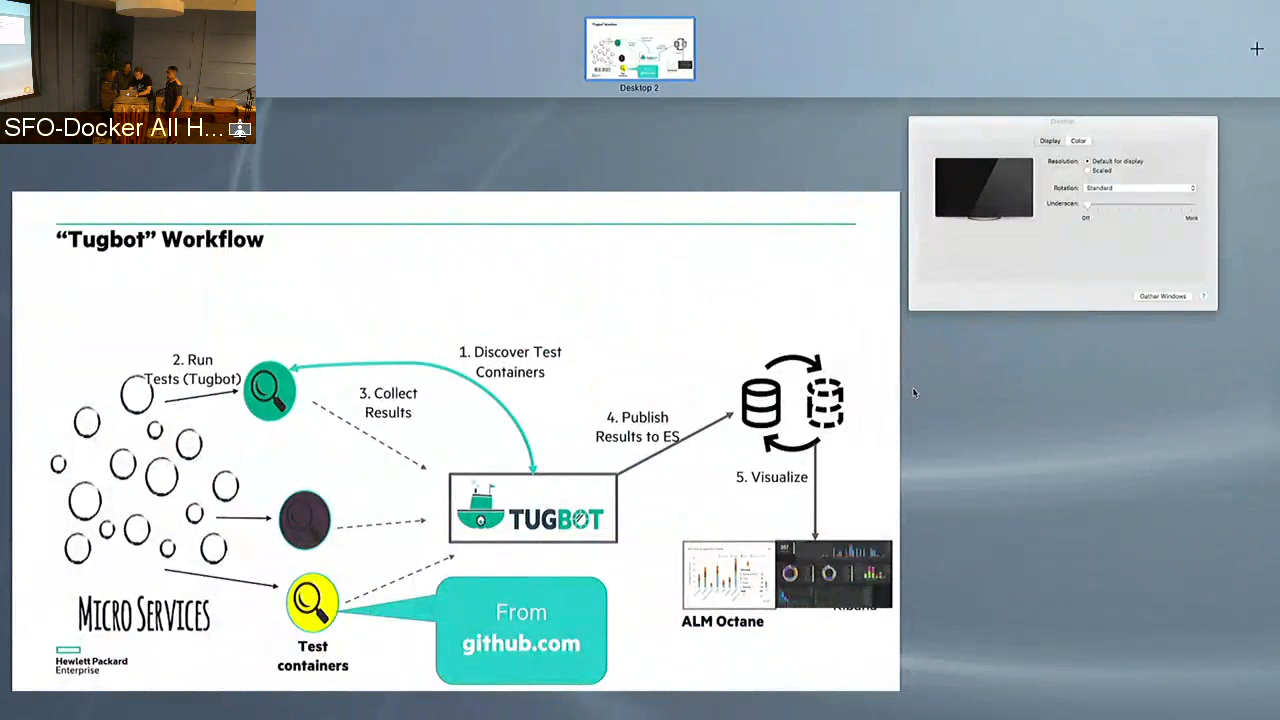 SFO-Docker All H...
Desktop 2
Display
Color
Resolution:
Default for display
Scaled
Rotation:
Standard
Underscan:
Off
More
Gather Windows
?
“Tugbot” Workflow
1. Discover Test
Containers
2. Run
Tests (Tugbot)
3. Collect
Results
4. Publish
Results to ES
5. Visualize
TUGBOT
MICRO SERVICES
From
github.com
ALM Octane
Kibana
Test
containers
Hewlett Packard
Enterprise